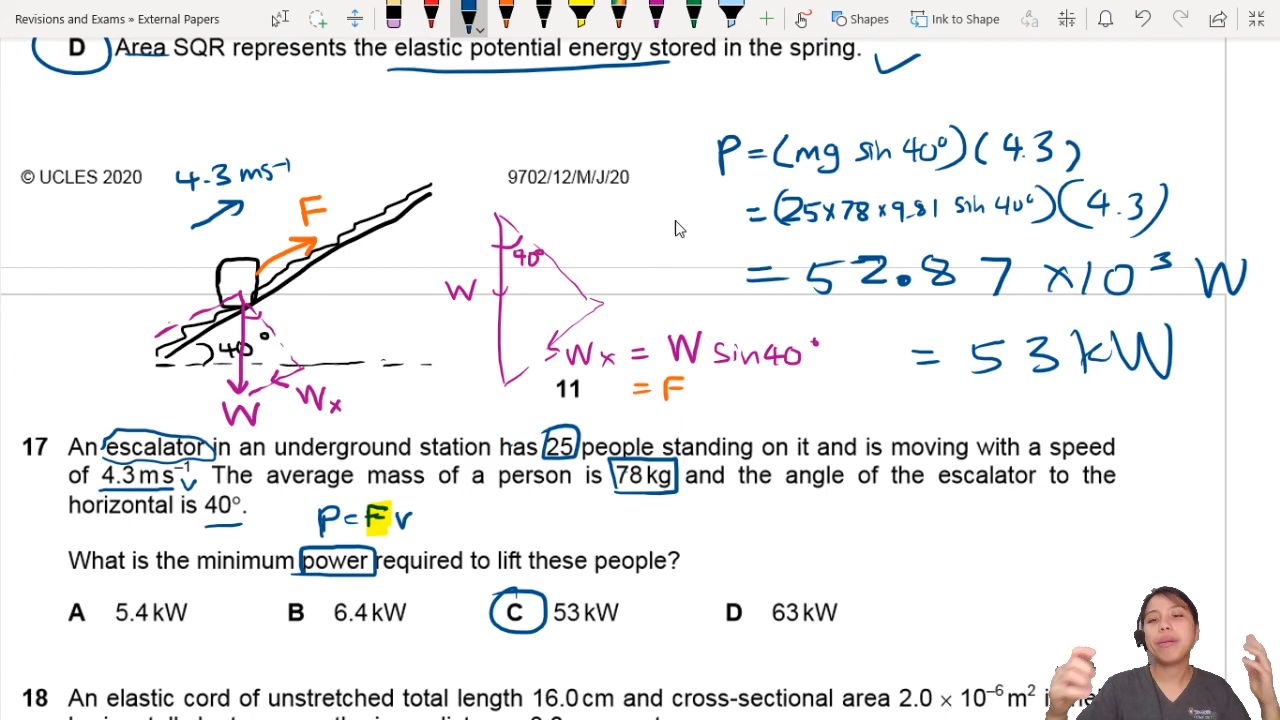 Revisions and Exams » External Papers
Shapes
Ink to Shape
D Area SQR represents the elastic potential energy stored in the spring.
© UCLES 2020
9702/12/M/J/20
4.3 ms⁻¹
F
40°
W
Wx
40°
W
Wx = W sin40°
= F
11
P = (mg sin 40°)(4.3)
= (25×78×9.81 sin 40°)(4.3)
= 52.87 ×10³ W
= 53 kW
17 An escalator in an underground station has 25 people standing on it and is moving with a speed
of 4.3 m s⁻¹. The average mass of a person is 78 kg and the angle of the escalator to the
horizontal is 40°.
v
P = Fv
What is the minimum power required to lift these people?
A 5.4 kW B 6.4 kW C 53 kW D 63 kW
18 An elastic cord of unstretched total length 16.0 cm and cross-sectional area 2.0 × 10⁻⁶ m²